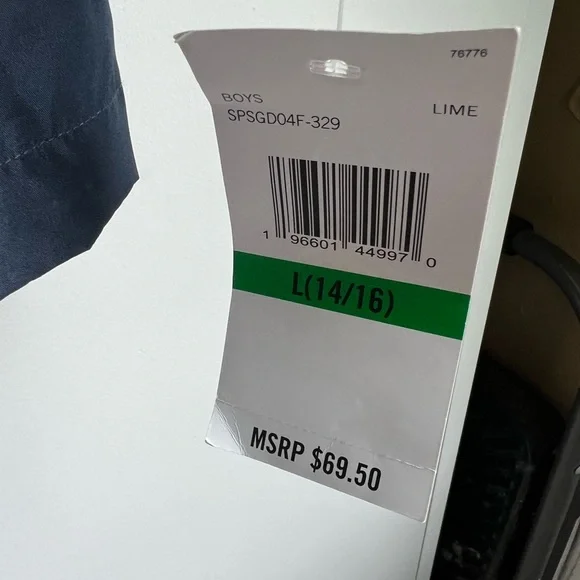 76776
BOYS
LIME
SPSGD04F-329
1 96601 44997 0
L(14/16)
MSRP $69.50